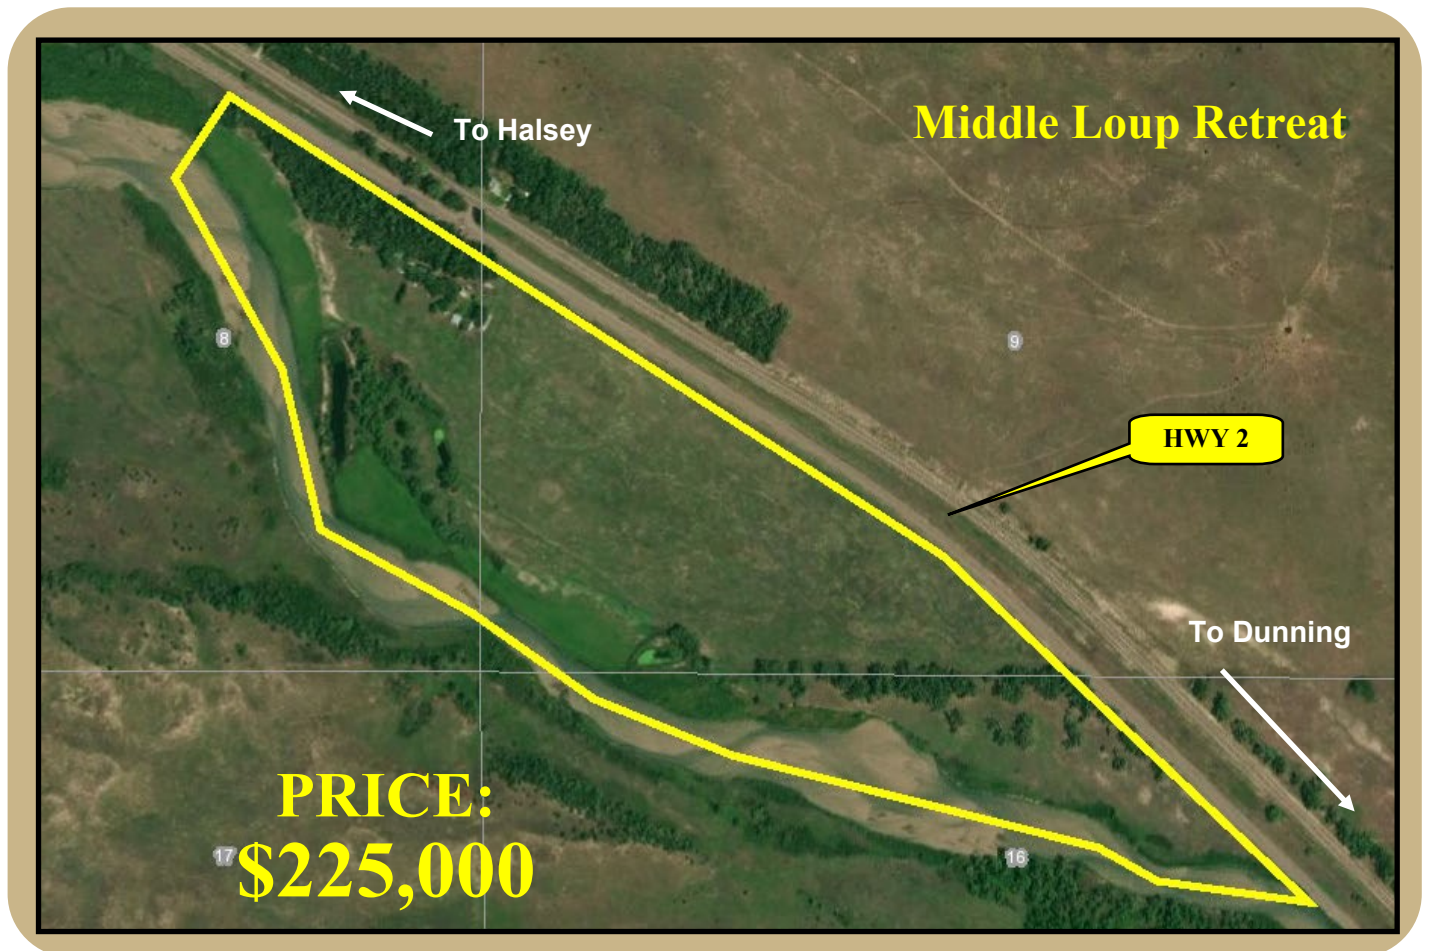 To Halsey
Middle Loup Retreat
8
9
HWY 2
To Dunning
PRICE:
$225,000
17
16